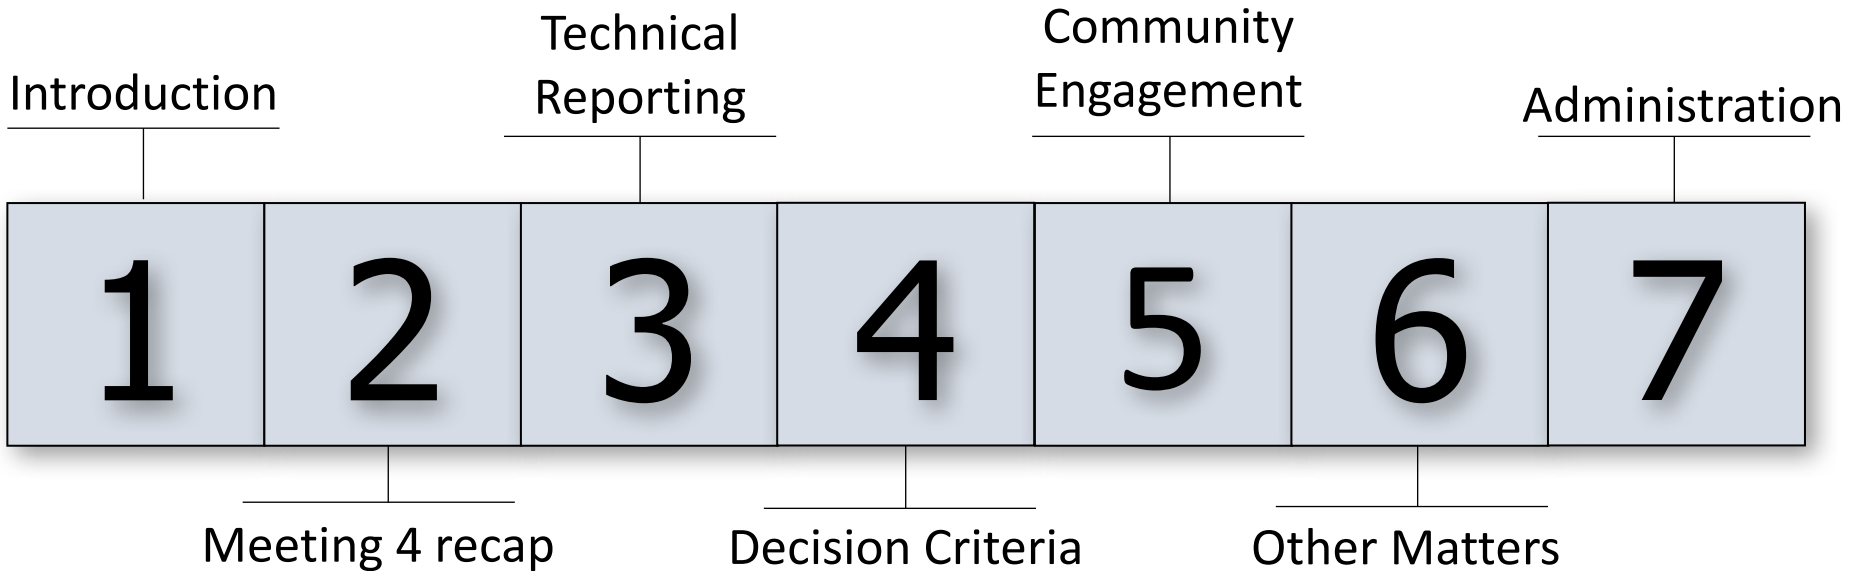 Introduction
Technical
Reporting
Community
Engagement
Administration
1 2 3 4 5 6 7
Meeting 4 recap
Decision Criteria
Other Matters